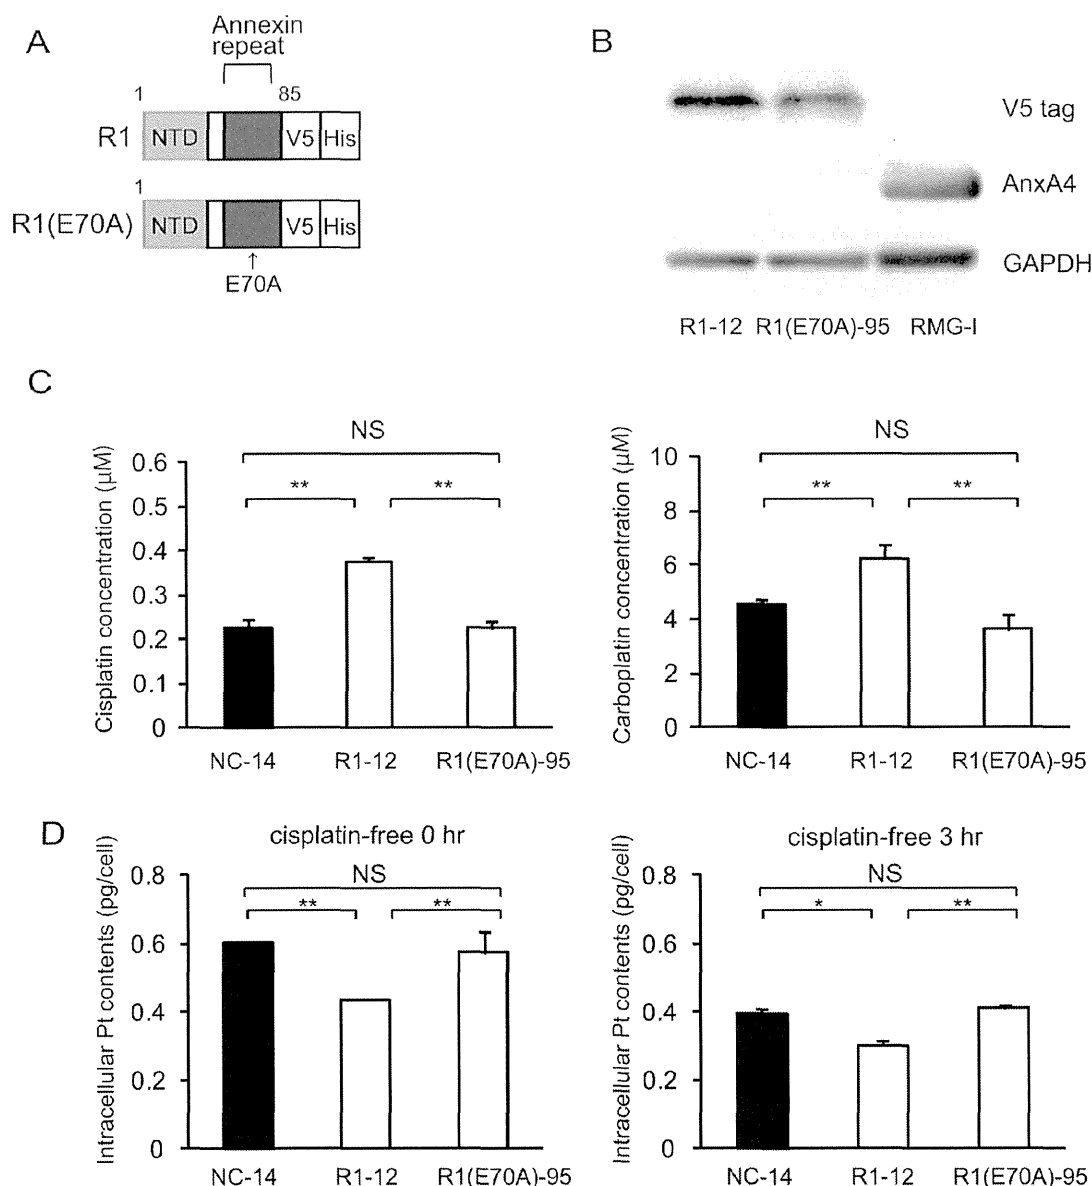 A
Annexin
repeat
1
85
R1
NTD
V5
His
1
R1(E70A)
NTD
V5
His
↑
E70A
B
V5 tag
AnxA4
GAPDH
R1-12
R1(E70A)-95
RMG-I
C
NS
**
**
Cisplatin concentration (μM)
0.6
0.5
0.4
0.3
0.2
0.1
0
NC-14
R1-12
R1(E70A)-95
NS
**
**
Carboplatin concentration (μM)
10
8
6
4
2
0
NC-14
R1-12
R1(E70A)-95
D
cisplatin-free 0 hr
NS
**
**
Intracellular Pt contents (pg/cell)
0.8
0.6
0.4
0.2
0
NC-14
R1-12
R1(E70A)-95
cisplatin-free 3 hr
NS
*
**
Intracellular Pt contents (pg/cell)
0.8
0.6
0.4
0.2
0
NC-14
R1-12
R1(E70A)-95